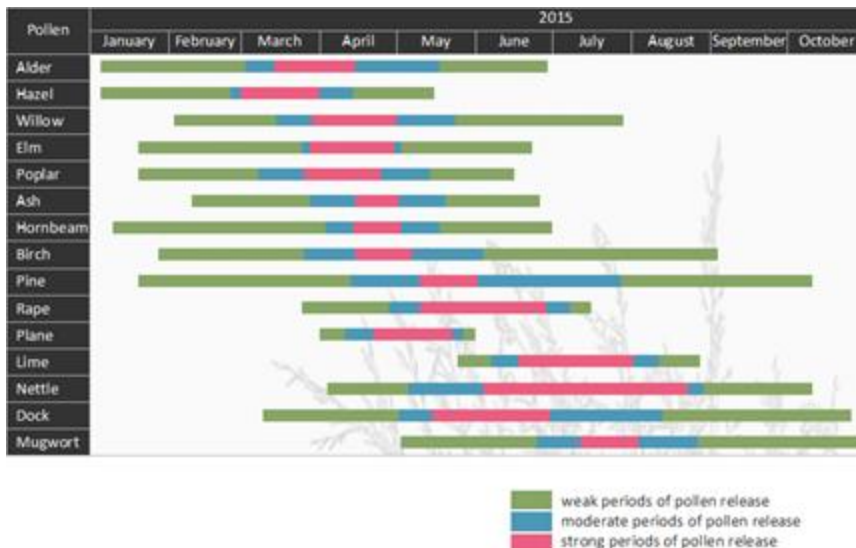 Pollen
2015
January February March April May June July August September October
Alder
Hazel
Willow
Elm
Poplar
Ash
Hornbeam
Birch
Pine
Rape
Plane
Lime
Nettle
Dock
Mugwort
weak periods of pollen release
moderate periods of pollen release
strong periods of pollen release